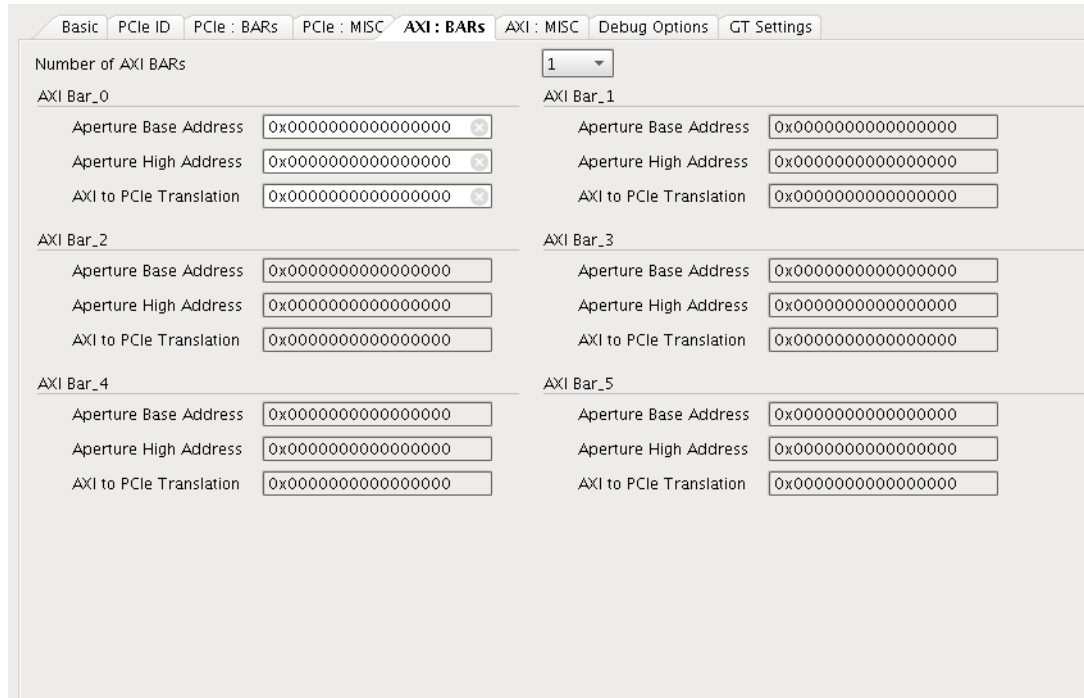 Basic PCIe ID PCIe : BARs PCIe : MISC AXI : BARs AXI : MISC Debug Options GT Settings
Number of AXI BARs 1
AXI Bar_0 AXI Bar_1
Aperture Base Address 0x0000000000000000 Aperture Base Address 0x0000000000000000
Aperture High Address 0x0000000000000000 Aperture High Address 0x0000000000000000
AXI to PCIe Translation 0x0000000000000000 AXI to PCIe Translation 0x0000000000000000
AXI Bar_2 AXI Bar_3
Aperture Base Address 0x0000000000000000 Aperture Base Address 0x0000000000000000
Aperture High Address 0x0000000000000000 Aperture High Address 0x0000000000000000
AXI to PCIe Translation 0x0000000000000000 AXI to PCIe Translation 0x0000000000000000
AXI Bar_4 AXI Bar_5
Aperture Base Address 0x0000000000000000 Aperture Base Address 0x0000000000000000
Aperture High Address 0x0000000000000000 Aperture High Address 0x0000000000000000
AXI to PCIe Translation 0x0000000000000000 AXI to PCIe Translation 0x0000000000000000